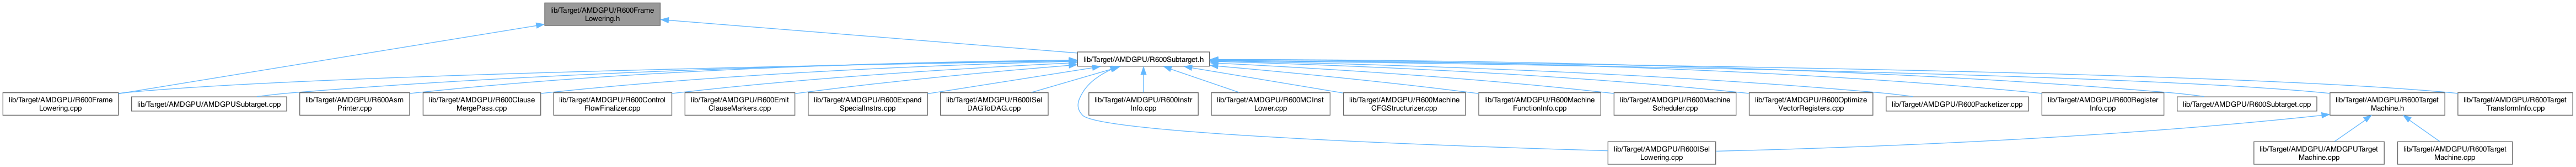 lib/Target/AMDGPU/R600Frame
Lowering.h
lib/Target/AMDGPU/R600Subtarget.h
lib/Target/AMDGPU/R600Frame
Lowering.cpp
lib/Target/AMDGPU/AMDGPUSubtarget.cpp
lib/Target/AMDGPU/R600Asm
Printer.cpp
lib/Target/AMDGPU/R600Clause
MergePass.cpp
lib/Target/AMDGPU/R600Control
FlowFinalizer.cpp
lib/Target/AMDGPU/R600Emit
ClauseMarkers.cpp
lib/Target/AMDGPU/R600Expand
SpecialInstrs.cpp
lib/Target/AMDGPU/R600ISel
DAGToDAG.cpp
lib/Target/AMDGPU/R600Instr
Info.cpp
lib/Target/AMDGPU/R600MCInst
Lower.cpp
lib/Target/AMDGPU/R600Machine
CFGStructurizer.cpp
lib/Target/AMDGPU/R600Machine
FunctionInfo.cpp
lib/Target/AMDGPU/R600Machine
Scheduler.cpp
lib/Target/AMDGPU/R600Optimize
VectorRegisters.cpp
lib/Target/AMDGPU/R600Packetizer.cpp
lib/Target/AMDGPU/R600Register
Info.cpp
lib/Target/AMDGPU/R600Subtarget.cpp
lib/Target/AMDGPU/R600Target
Machine.h
lib/Target/AMDGPU/R600Target
TransformInfo.cpp
lib/Target/AMDGPU/R600ISel
Lowering.cpp
lib/Target/AMDGPU/AMDGPUTarget
Machine.cpp
lib/Target/AMDGPU/R600Target
Machine.cpp